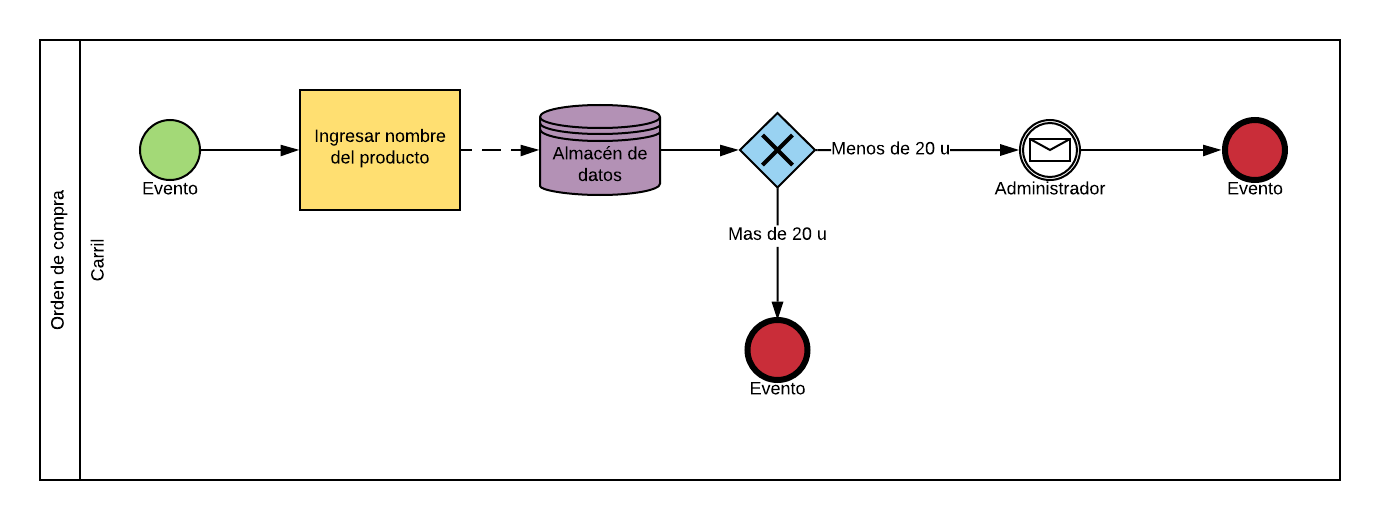 Orden de compra
Carril
Evento
Ingresar nombre
del producto
Almacén de
datos
Menos de 20 u
Administrador
Evento
Mas de 20 u
Evento